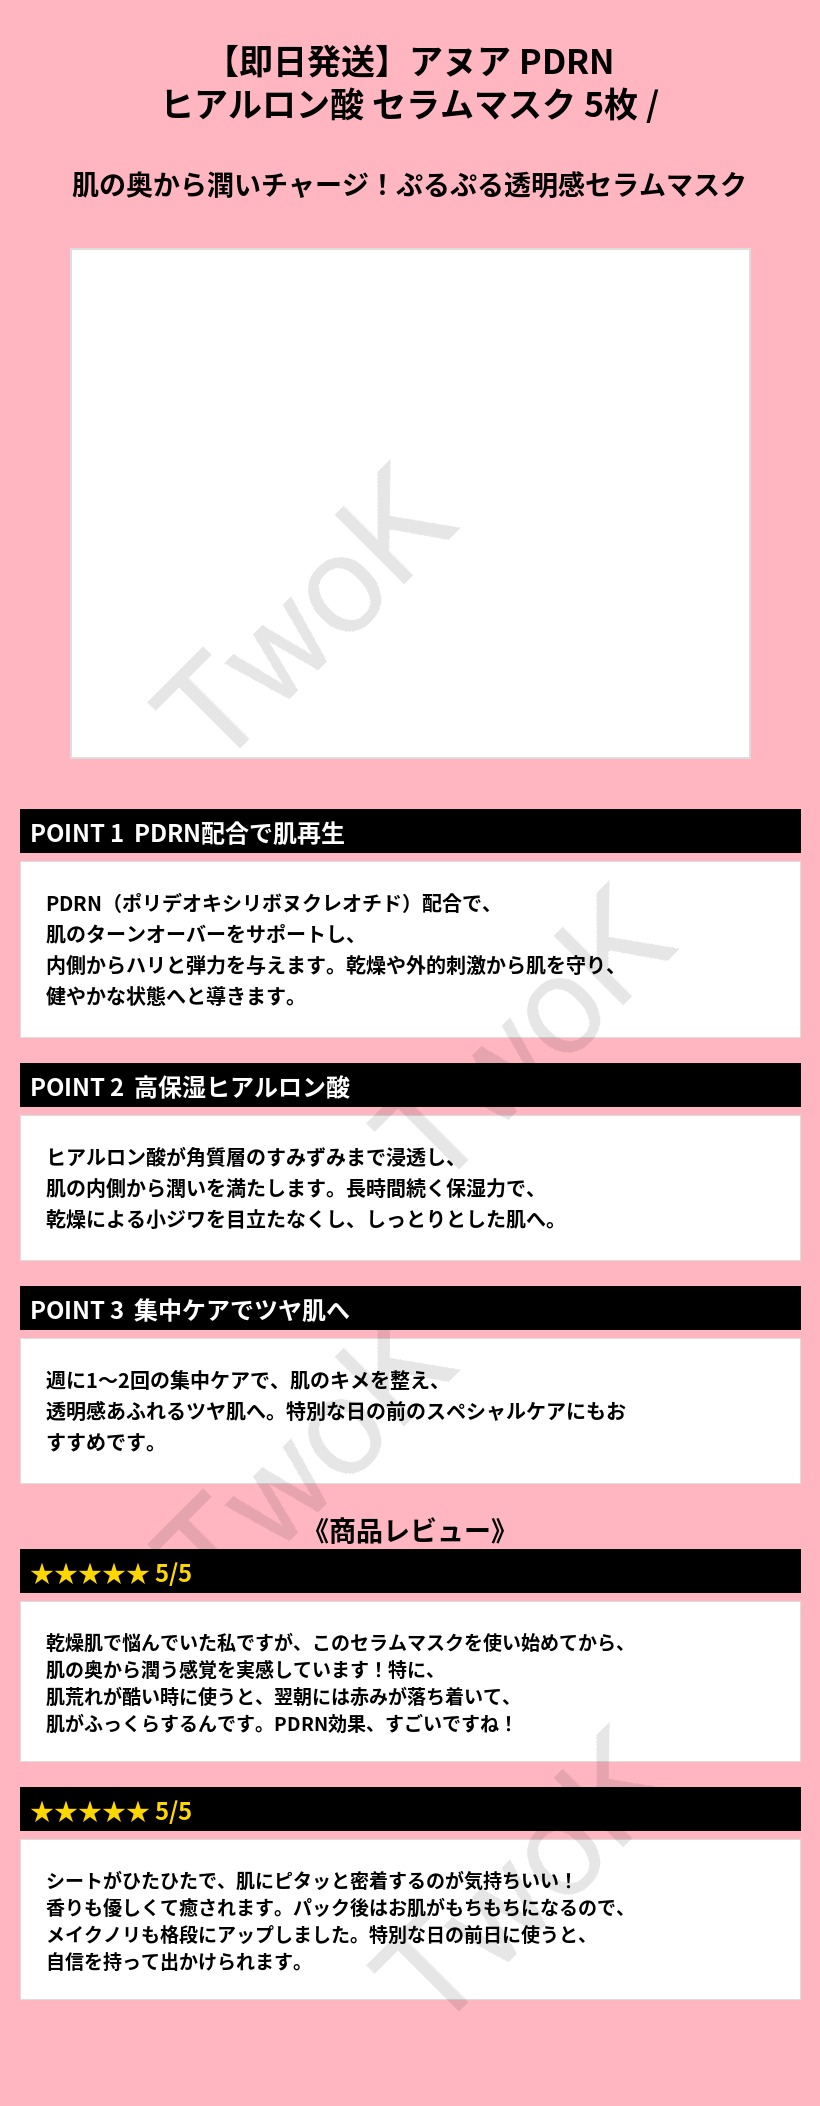 【即日発送】アヌア PDRN
ヒアルロン酸 セラムマスク 5枚 /
肌の奥から潤いチャージ！ぷるぷる透明感セラムマスク
TwoK
POINT 1 PDRN配合で肌再生
PDRN（ポリデオキシリボヌクレオチド）配合で、
肌のターンオーバーをサポートし、
内側からハリと弾力を与えます。乾燥や外的刺激から肌を守り、
健やかな状態へと導きます。
TwoK
POINT 2 高保湿ヒアルロン酸
ヒアルロン酸が角質層のすみずみまで浸透し、
肌の内側から潤いを満たします。長時間続く保湿力で、
乾燥による小ジワを目立たなくし、しっとりとした肌へ。
POINT 3 集中ケアでツヤ肌へ
週に1〜2回の集中ケアで、肌のキメを整え、
透明感あふれるツヤ肌へ。特別な日の前のスペシャルケアにもお
すすめです。
TwoK
《商品レビュー》
★★★★★ 5/5
乾燥肌で悩んでいた私ですが、このセラムマスクを使い始めてから、
肌の奥から潤う感覚を実感しています！特に、
肌荒れが酷い時に使うと、翌朝には赤みが落ち着いて、
肌がふっくらするんです。PDRN効果、すごいですね！
★★★★★ 5/5
シートがひたひたで、肌にピタッと密着するのが気持ちいい！
香りも優しくて癒されます。パック後はお肌がもちもちになるので、
メイクノリも格段にアップしました。特別な日の前日に使うと、
自信を持って出かけられます。
TwoK